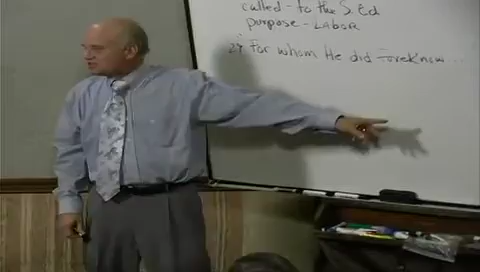 called - to the S. Ed
purpose - Labor
29 For whom He did Foreknow ...